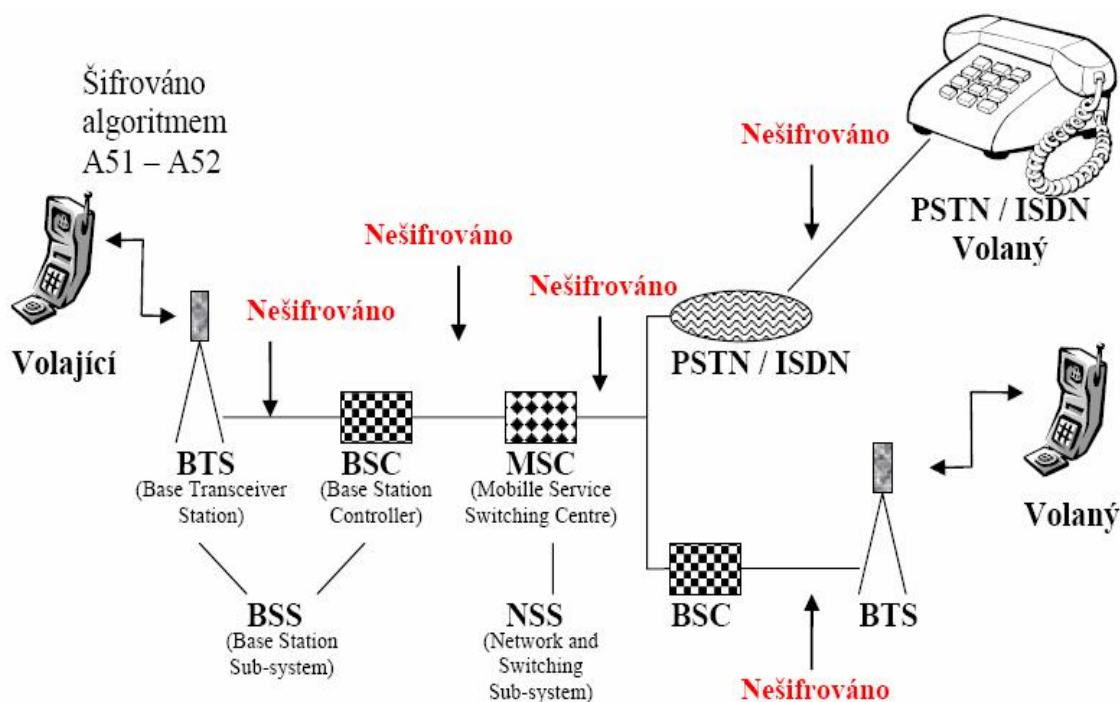 Šifrováno
algoritmem
A51 – A52
Nešifrováno
Nešifrováno
Nešifrováno
Nešifrováno
PSTN / ISDN
Volaný
Volající
PSTN / ISDN
BTS
(Base Transceiver
Station)
BSC
(Base Station
Controller)
MSC
(Mobille Service
Switching Centre)
Volaný
BSS
(Base Station
Sub-system)
NSS
(Network and
Switching
Sub-system)
BSC
BTS
Nešifrováno